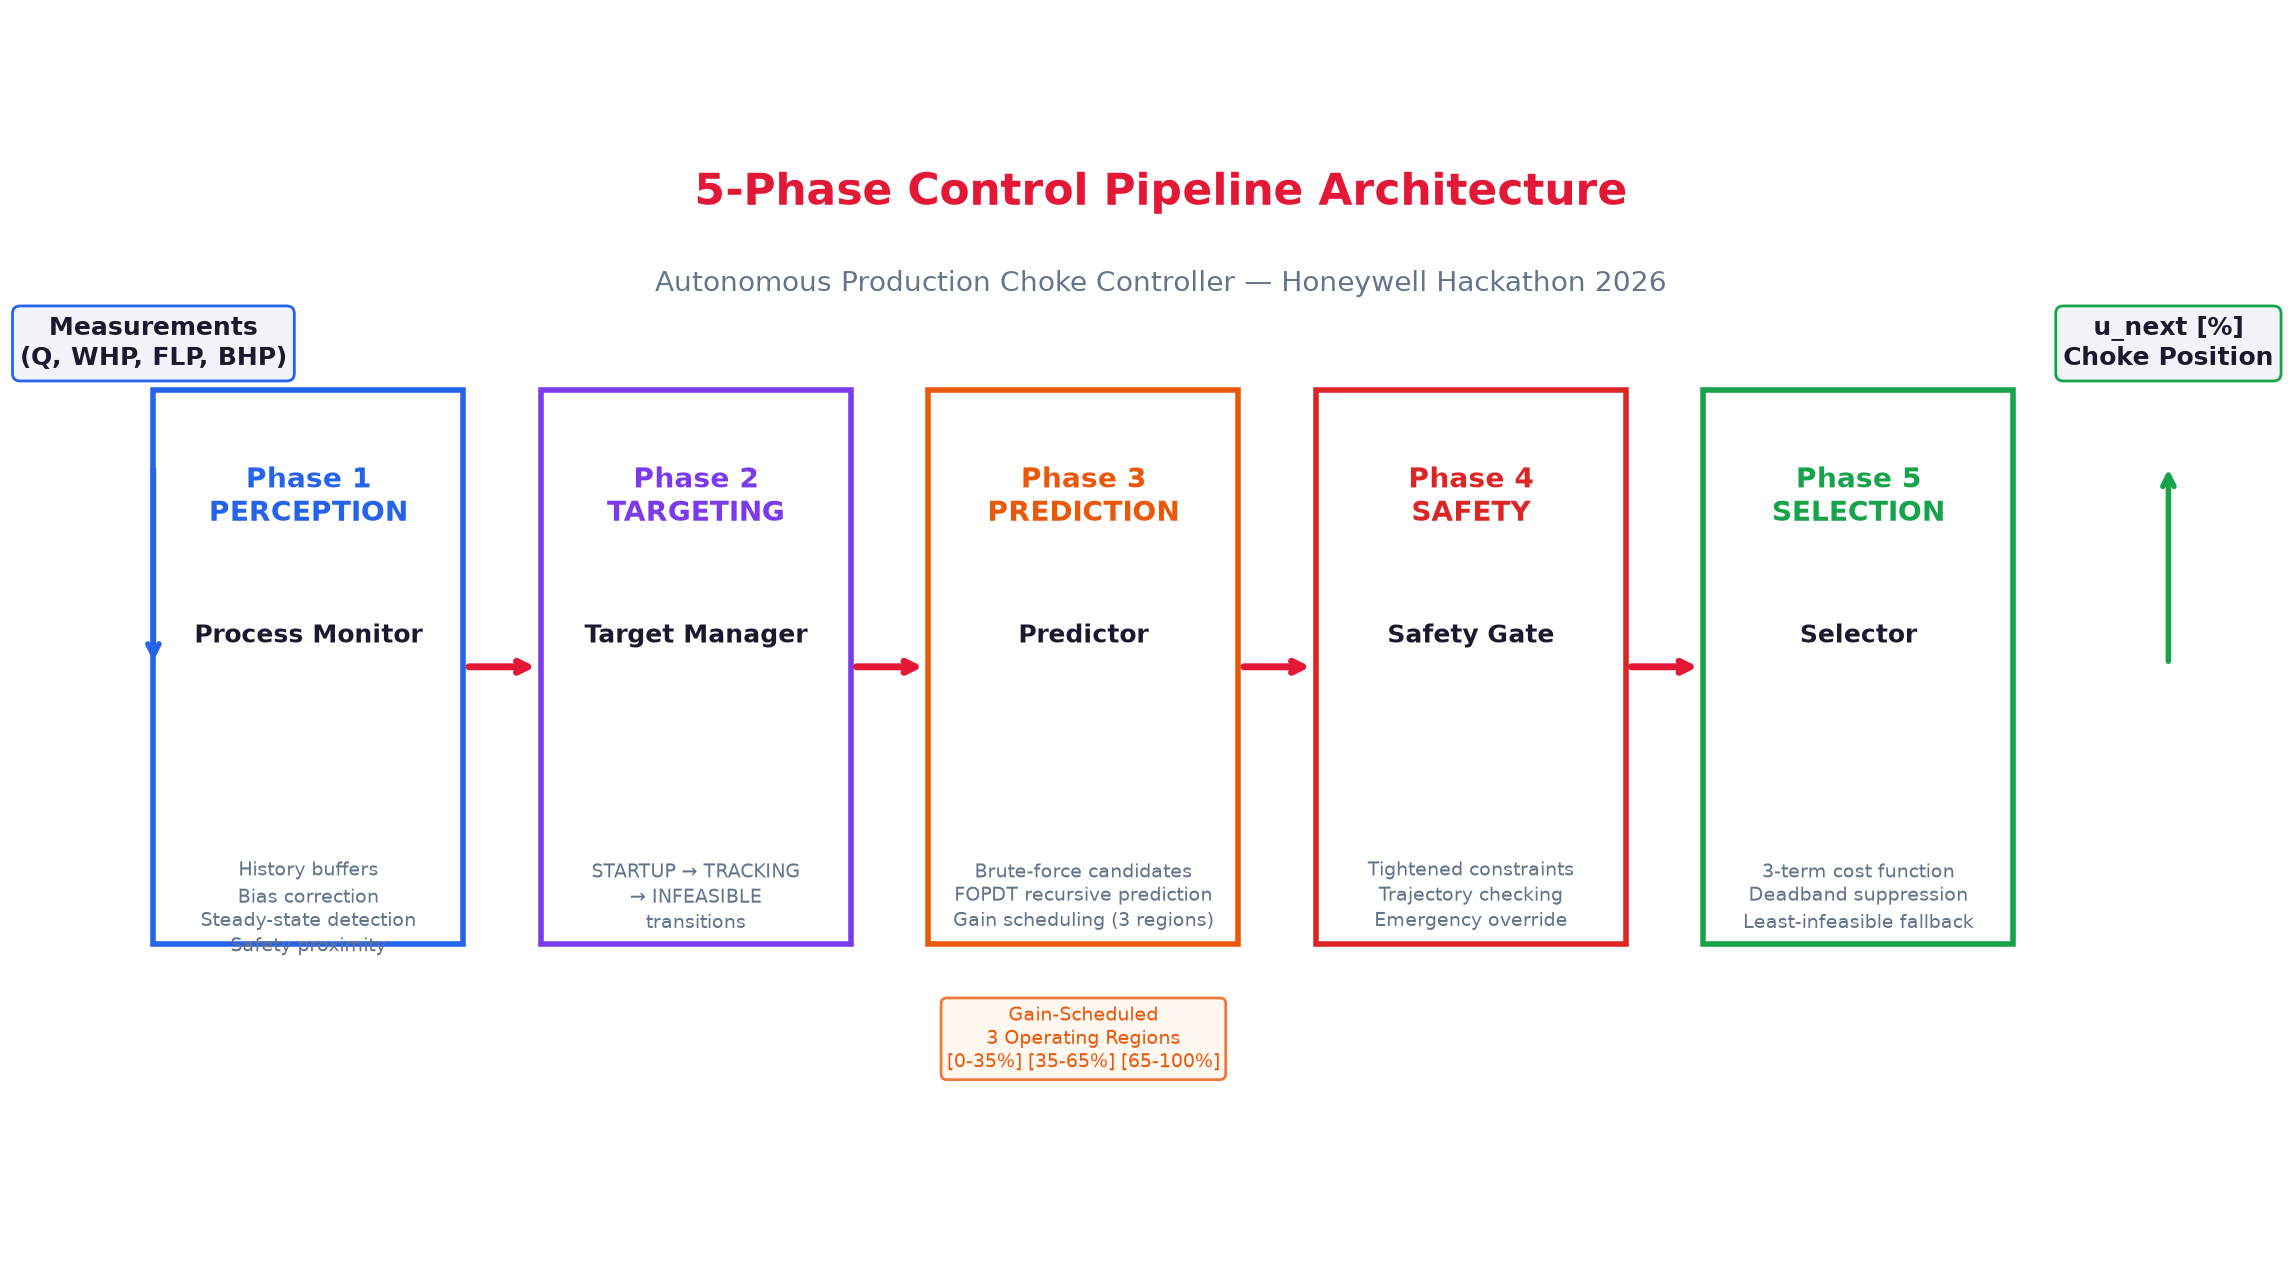 5-Phase Control Pipeline Architecture
Autonomous Production Choke Controller — Honeywell Hackathon 2026
Measurements
(Q, WHP, FLP, BHP)
u_next [%]
Choke Position
Phase 1
PERCEPTION
Process Monitor
History buffers
Bias correction
Steady-state detection
Safety proximity
Phase 2
TARGETING
Target Manager
STARTUP → TRACKING
→ INFEASIBLE
transitions
Phase 3
PREDICTION
Predictor
Brute-force candidates
FOPDT recursive prediction
Gain scheduling (3 regions)
Phase 4
SAFETY
Safety Gate
Tightened constraints
Trajectory checking
Emergency override
Phase 5
SELECTION
Selector
3-term cost function
Deadband suppression
Least-infeasible fallback
Gain-Scheduled
3 Operating Regions
[0-35%] [35-65%] [65-100%]